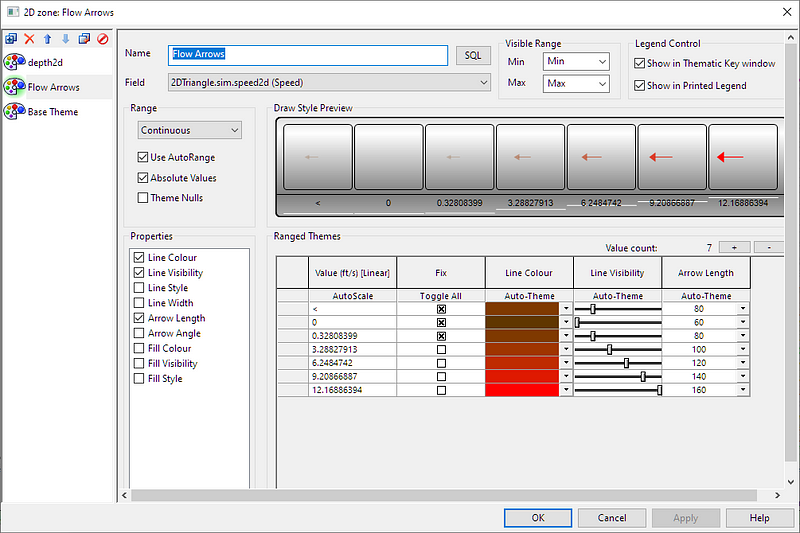 2D zone: Flow Arrows
depth2d
Flow Arrows
Base Theme
Name
Flow Arrows
SQL
Field
2DTriangle.sim.speed2d (Speed)
Visible Range
Min
Min
Max
Max
Legend Control
Show in Thematic Key window
Show in Printed Legend
Range
Continuous
Use AutoRange
Absolute Values
Theme Nulls
Draw Style Preview
< 0 0.32808399 3.28827913 6.2484742 9.20866887 12.16886394
Properties
Line Colour
Line Visibility
Line Style
Line Width
Arrow Length
Arrow Angle
Fill Colour
Fill Visibility
Fill Style
Ranged Themes
Value count: 7 + -
Value (ft/s) [Linear] Fix Line Colour Line Visibility Arrow Length
AutoScale Toggle All Auto-Theme Auto-Theme Auto-Theme
< 80
0 60
0.32808399 80
3.28827913 100
6.2484742 120
9.20866887 140
12.16886394 160
OK Cancel Apply Help